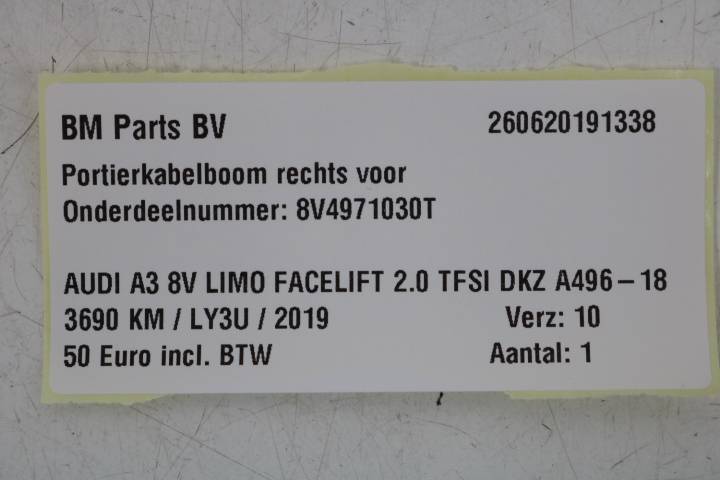 BM Parts BV 260620191338
Portierkabelboom rechts voor
Onderdeelnummer: 8V4971030T
AUDI A3 8V LIMO FACELIFT 2.0 TFSI DKZ A496-18
3690 KM / LY3U / 2019 Verz: 10
50 Euro incl. BTW Aantal: 1